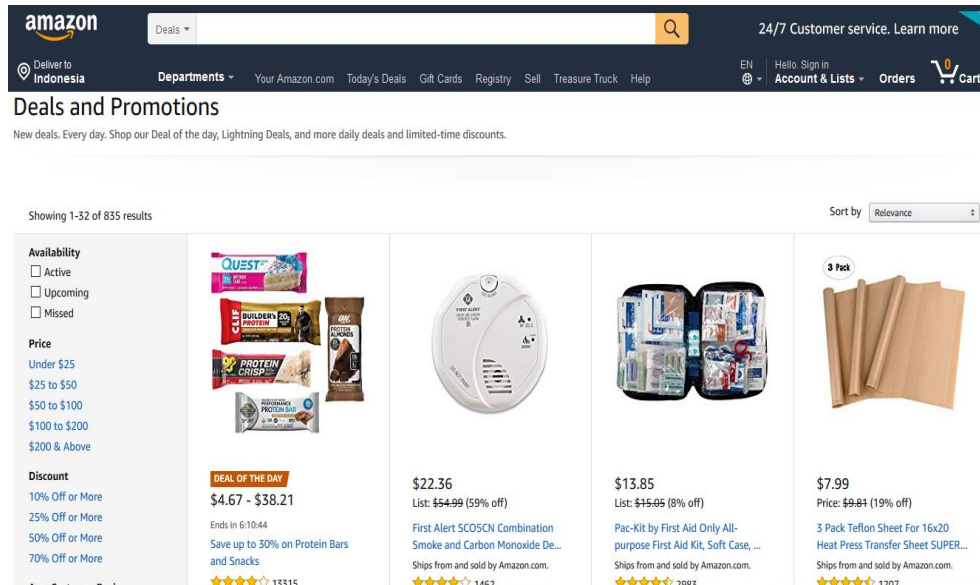 amazon
Deals
24/7 Customer service. Learn more
Deliver to
Indonesia
Departments
Your Amazon.com
Today's Deals
Gift Cards
Registry
Sell
Treasure Truck
Help
EN
Hello. Sign in
Account & Lists
Orders
0
Cart
Deals and Promotions
New deals. Every day. Shop our Deal of the day, Lightning Deals, and more daily deals and limited-time discounts.
Showing 1-32 of 835 results
Sort by
Relevance
Availability
Active
Upcoming
Missed
Price
Under $25
$25 to $50
$50 to $100
$100 to $200
$200 & Above
Discount
10% Off or More
25% Off or More
50% Off or More
70% Off or More
QUEST
CLIF
BUILDER'S
PROTEIN
20g
ON
PROTEIN
ALMONDS
PROTEIN
CRISP
PERFORMANCE
PROTEIN BAR
SPORT
DEAL OF THE DAY
$4.67 - $38.21
Ends in 6:10:44
Save up to 30% on Protein Bars
and Snacks
13315
FIRST ALERT
$22.36
List: $54.99 (59% off)
First Alert SCO5CN Combination
Smoke and Carbon Monoxide De...
Ships from and sold by Amazon.com.
1462
$13.85
List: $15.05 (8% off)
Pac-Kit by First Aid Only All-
purpose First Aid Kit, Soft Case, ...
Ships from and sold by Amazon.com.
2983
3 Pack
$7.99
Price: $9.81 (19% off)
3 Pack Teflon Sheet For 16x20
Heat Press Transfer Sheet SUPER...
Ships from and sold by Amazon.com.
1207